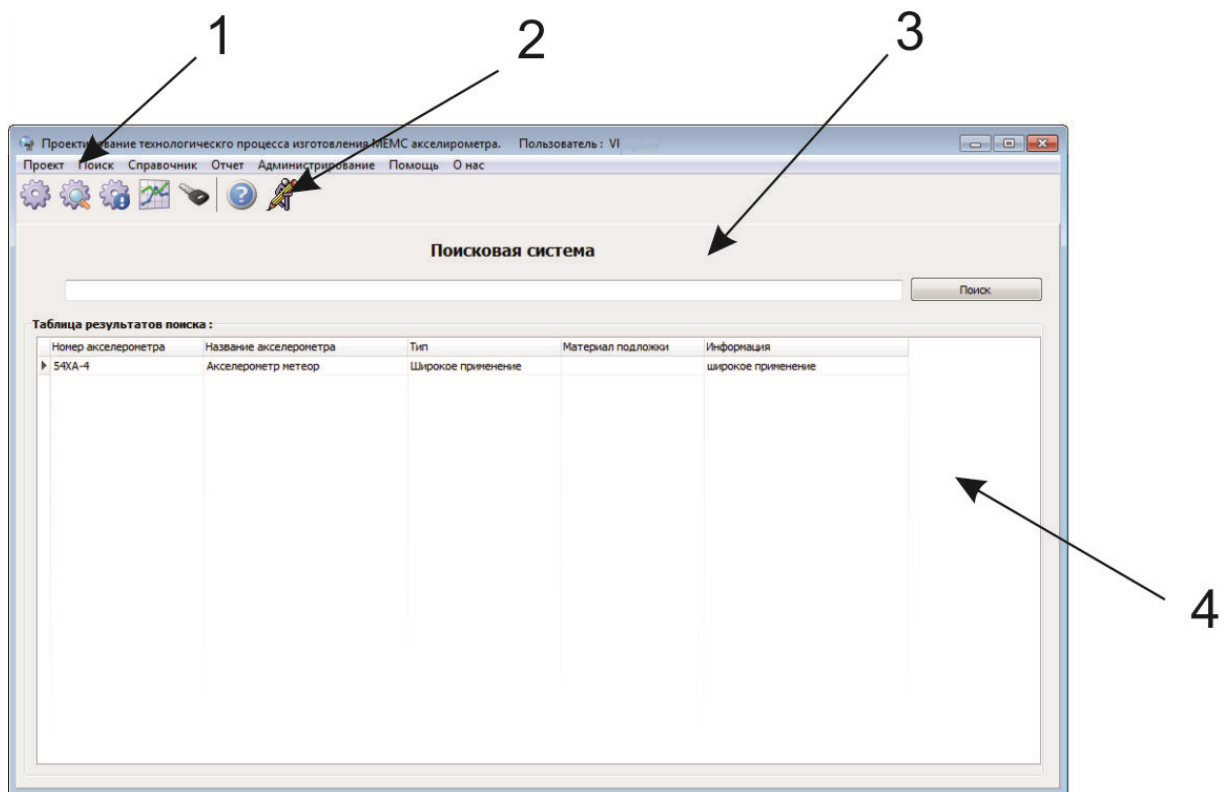 1
2
3
Проектирование технологическго процесса изготовления МЕМС акселирометра. Пользователь : VI
Проект Поиск Справочник Отчет Администрирование Помощь О нас
Поисковая система
Поиск
Таблица результатов поиска :
Номер акселерометра Название акселерометра Тип Материал подложки Информация
54ХА-4 Акселерометр метеор Широкое применение широкое применение
4